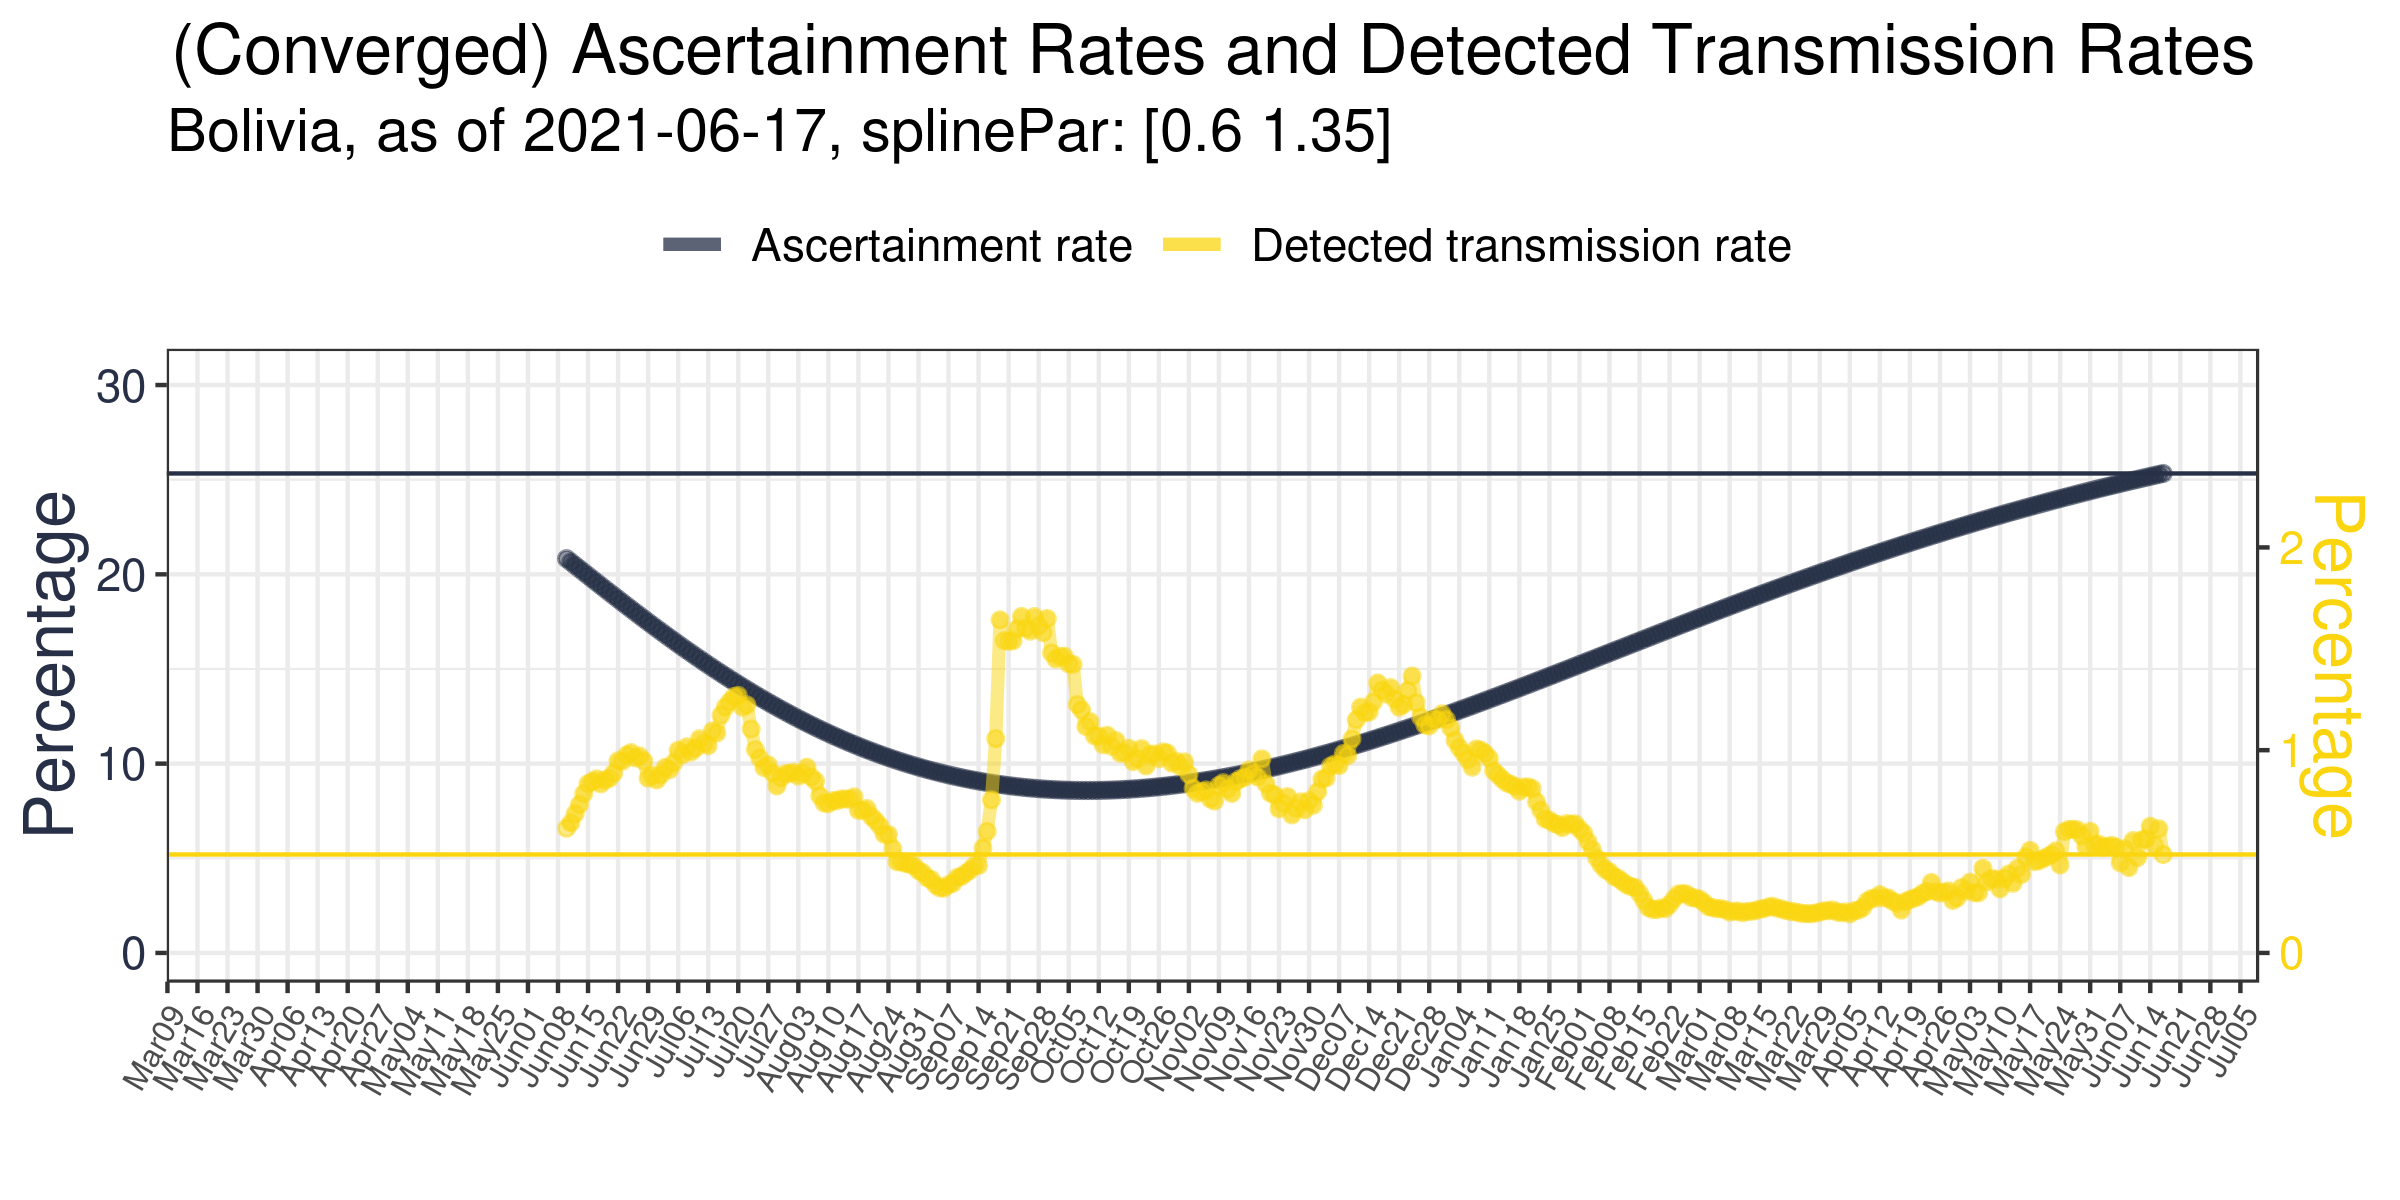 (Converged) Ascertainment Rates and Detected Transmission Rates
Bolivia, as of 2021-06-17, splinePar: [0.6 1.35]
Ascertainment rate
Detected transmission rate
Percentage
30
20
10
0
2
1
0
Percentage
Mar09
Mar16
Mar23
Mar30
Apr06
Apr13
Apr20
Apr27
May04
May11
May18
May25
Jun01
Jun08
Jun15
Jun22
Jun29
Jul06
Jul13
Jul20
Jul27
Aug03
Aug10
Aug17
Aug24
Aug31
Sep07
Sep14
Sep21
Sep28
Oct05
Oct12
Oct19
Oct26
Nov02
Nov09
Nov16
Nov23
Nov30
Dec07
Dec14
Dec21
Dec28
Jan04
Jan11
Jan18
Jan25
Feb01
Feb08
Feb15
Feb22
Mar01
Mar08
Mar15
Mar22
Mar29
Apr05
Apr12
Apr19
Apr26
May03
May10
May17
May24
May31
Jun07
Jun14
Jun21
Jun28
Jul05